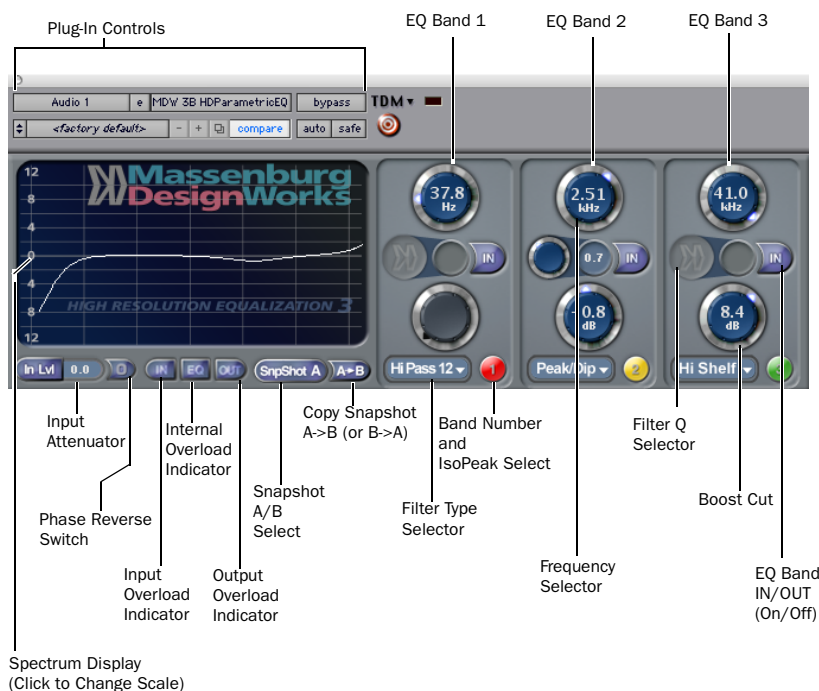 Plug-In Controls
EQ Band 1
EQ Band 2
EQ Band 3
Audio 1
e
MDW 3B HDParametricEQ
bypass
TDM
<factory default>
-
+
compare
auto
safe
12
8
4
0
4
8
12
Massenburg
DesignWorks
HIGH RESOLUTION EQUALIZATION 3
37.8
Hz
IN
2.51
kHz
0.7
IN
0.8
dB
41.0
kHz
IN
8.4
dB
In Lvl
0.0
IN
EQ
OUT
SnpShot A
A▸B
Hi Pass 12
1
Peak/Dip
2
Hi Shelf
3
Input
Attenuator
Phase Reverse
Switch
Internal
Overload
Indicator
Input
Overload
Indicator
Output
Overload
Indicator
Snapshot
A/B
Select
Copy Snapshot
A->B (or B->A)
Band Number
and
IsoPeak Select
Filter Type
Selector
Frequency
Selector
Filter Q
Selector
Boost Cut
EQ Band
IN/OUT
(On/Off)
Spectrum Display
(Click to Change Scale)